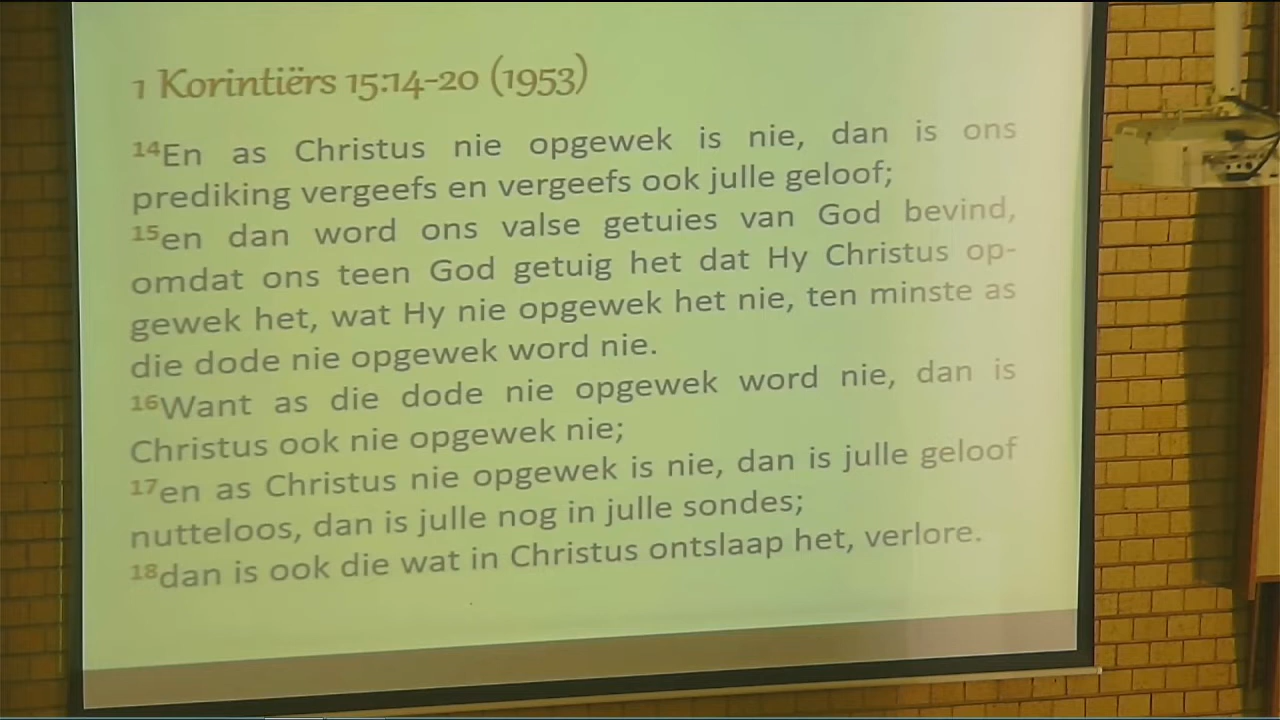 1 Korintiërs 15:14-20 (1953)
14En as Christus nie opgewek is nie, dan is ons
prediking vergeefs en vergeefs ook julle geloof;
15en dan word ons valse getuies van God bevind,
omdat ons teen God getuig het dat Hy Christus op-
gewek het, wat Hy nie opgewek het nie, ten minste as
die dode nie opgewek word nie.
16Want as die dode nie opgewek word nie, dan is
Christus ook nie opgewek nie;
17en as Christus nie opgewek is nie, dan is julle geloof
nutteloos, dan is julle nog in julle sondes;
18dan is ook die wat in Christus ontslaap het, verlore.